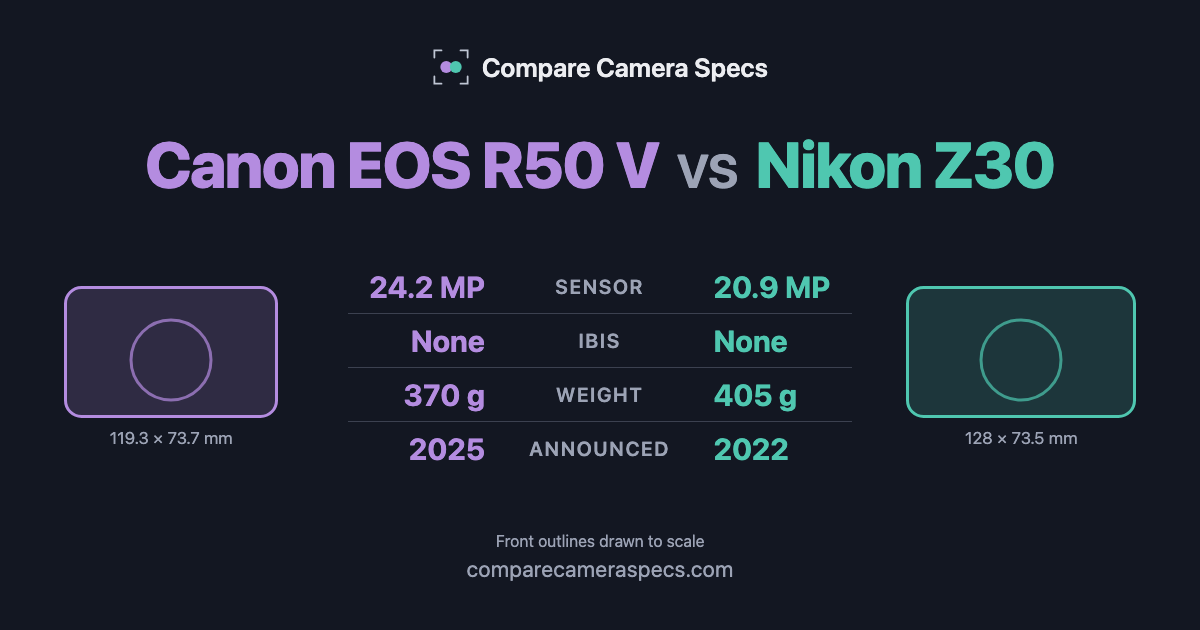 Compare Camera Specs
Canon EOS R50 V vs Nikon Z30
24.2 MP SENSOR 20.9 MP
None IBIS None
370 g WEIGHT 405 g
2025 ANNOUNCED 2022
119.3 × 73.7 mm
128 × 73.5 mm
Front outlines drawn to scale
comparecameraspecs.com